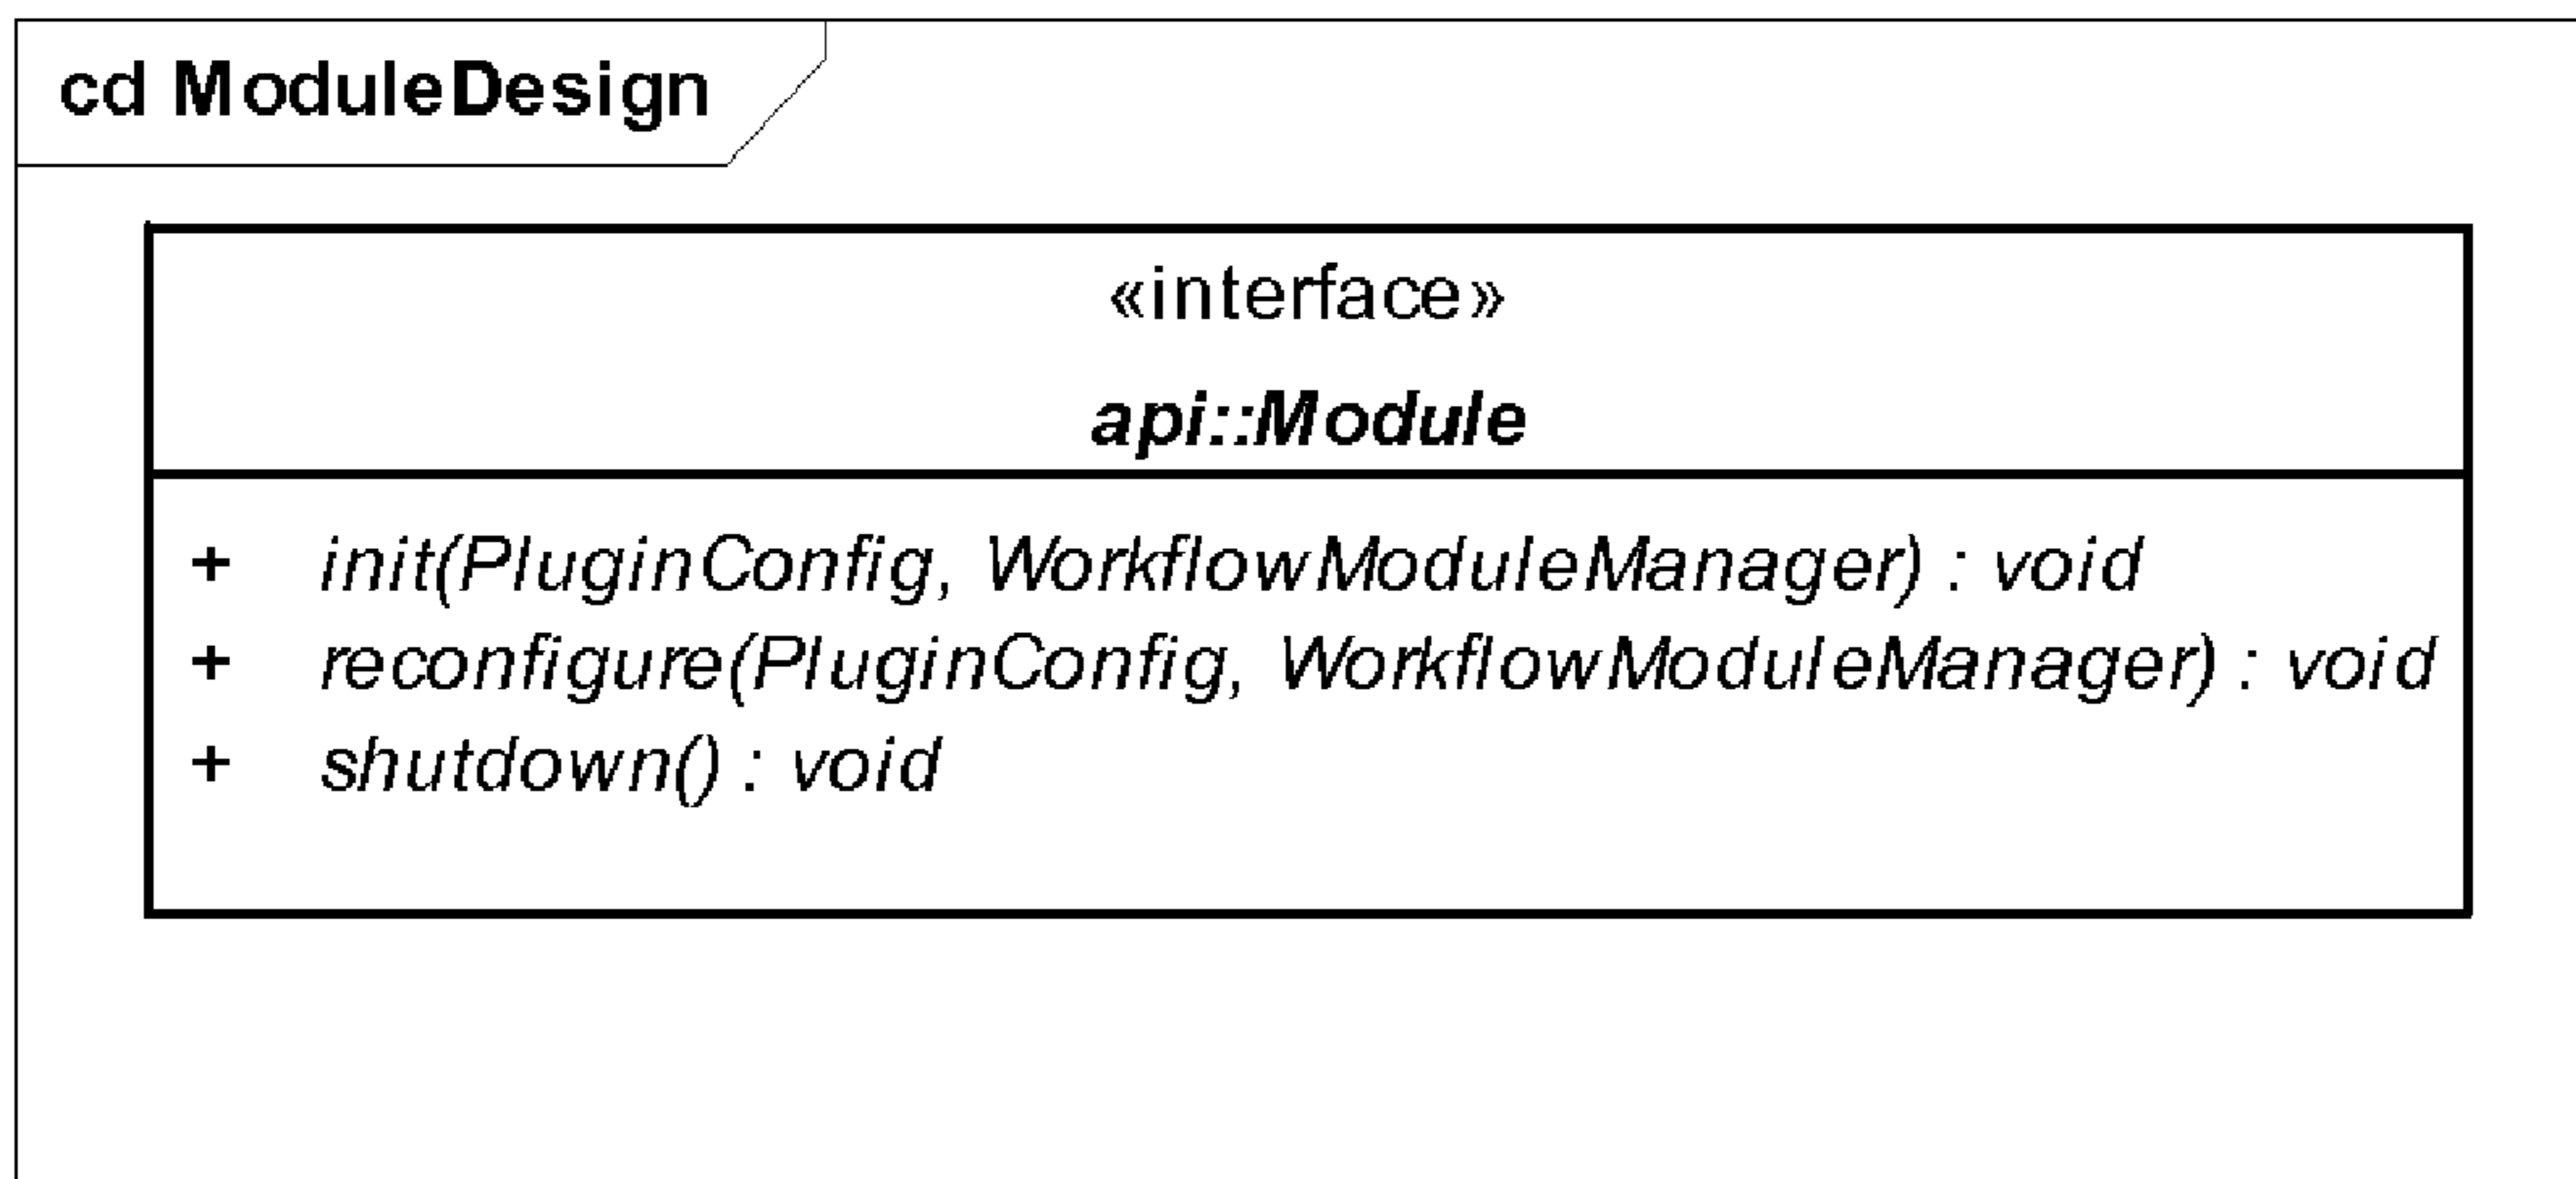 cd ModuleDesign
«interface»
api::Module
+ init(PluginConfig, WorkflowModuleManager) : void
+ reconfigure(PluginConfig, WorkflowModuleManager) : void
+ shutdown() : void